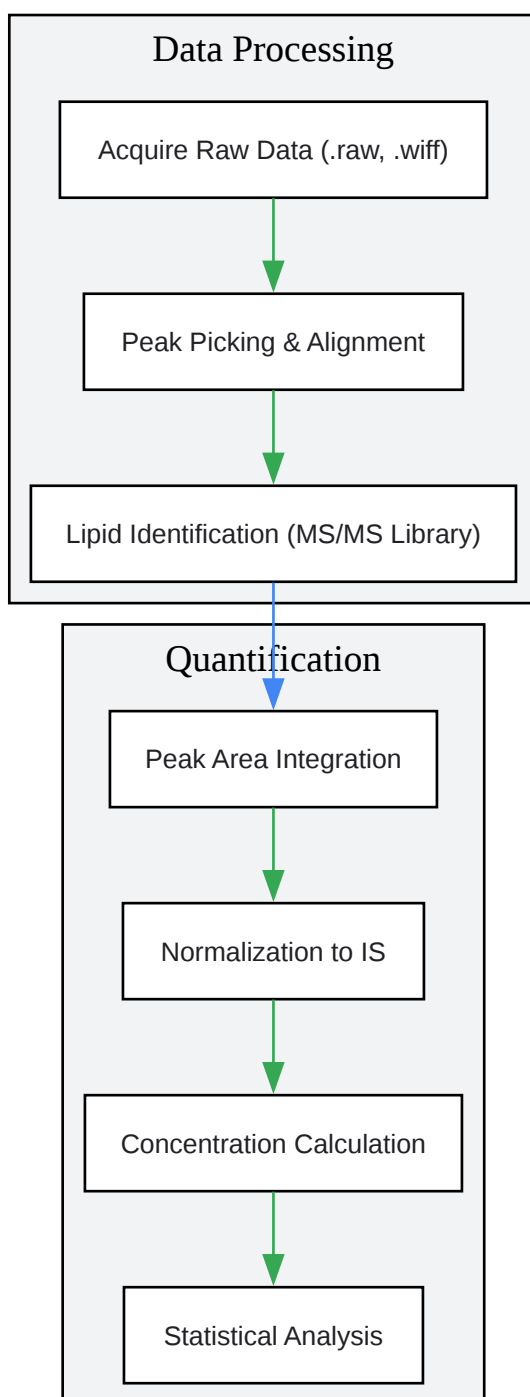 Data Processing
Acquire Raw Data (.raw, .wiff)
Peak Picking & Alignment
Lipid Identification (MS/MS Library)
Quantification
Peak Area Integration
Normalization to IS
Concentration Calculation
Statistical Analysis